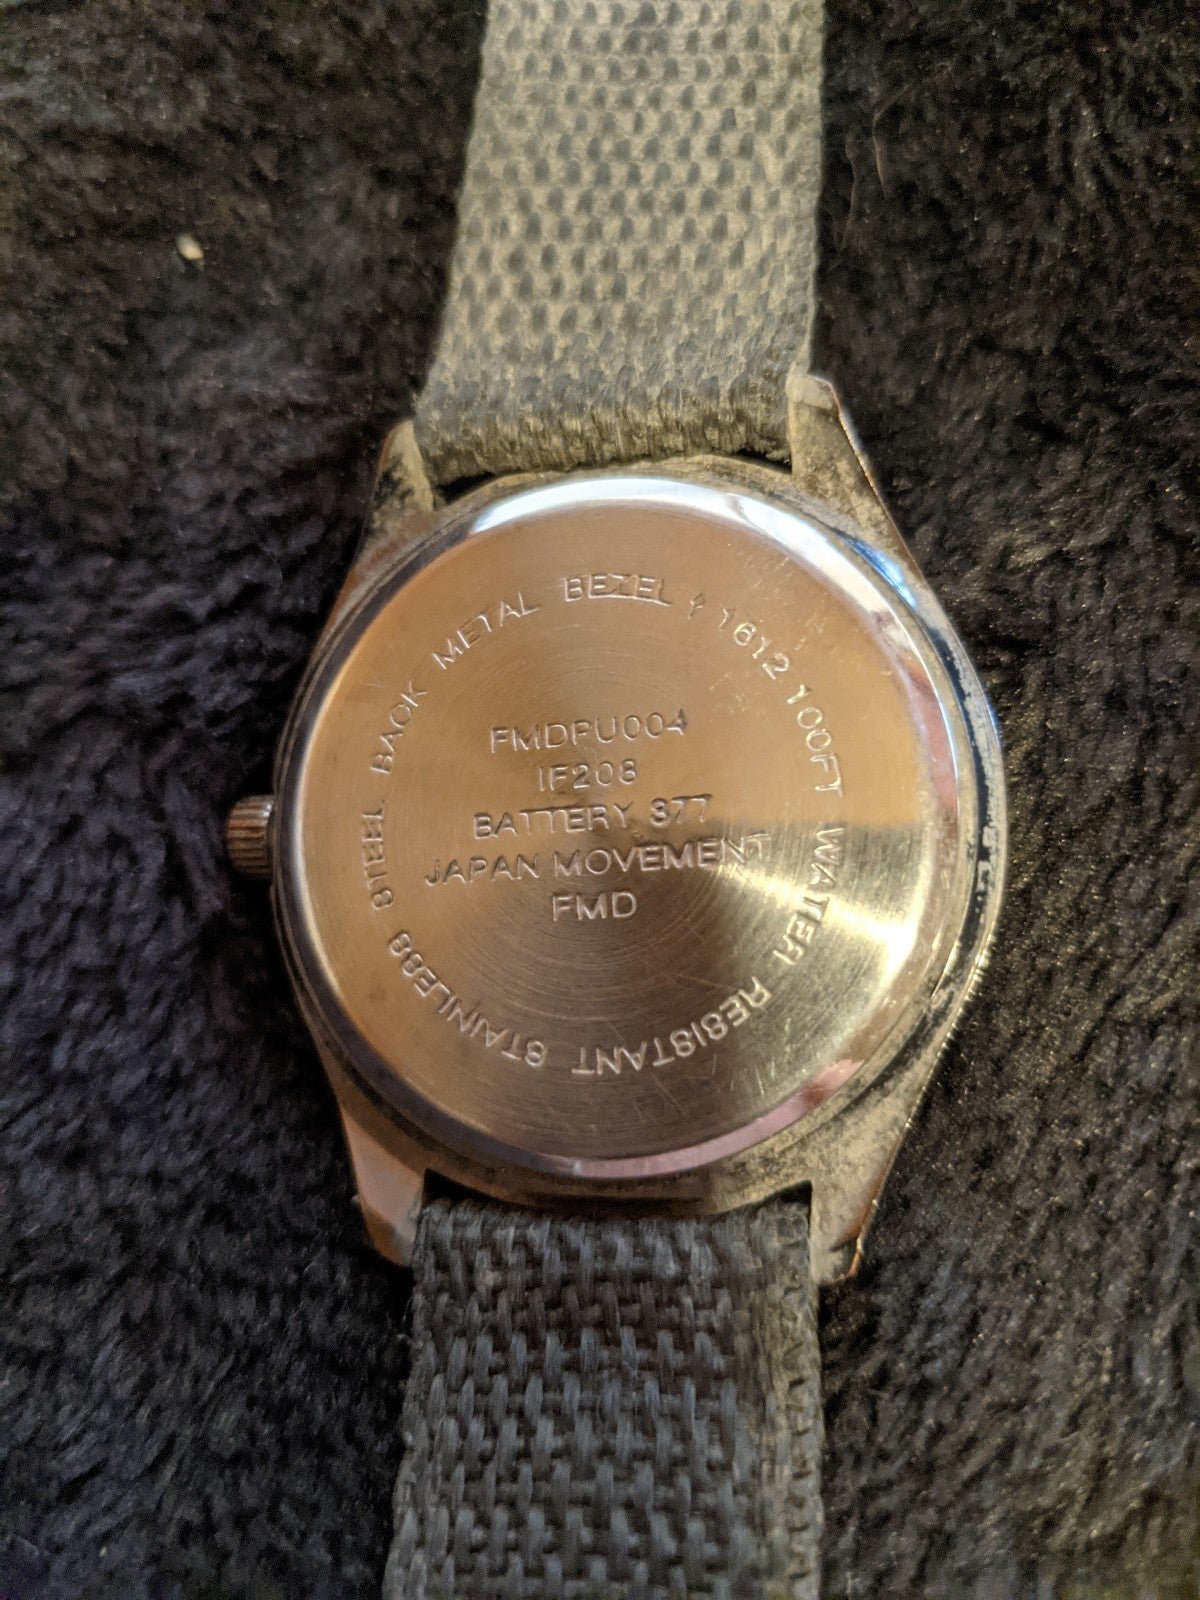 FMDPU004
IF208
BATTERY 377
JAPAN MOVEMENT
FMD
STAINLESS STEEL BACK METAL BEZEL 1612 100FT WATER RESISTANT